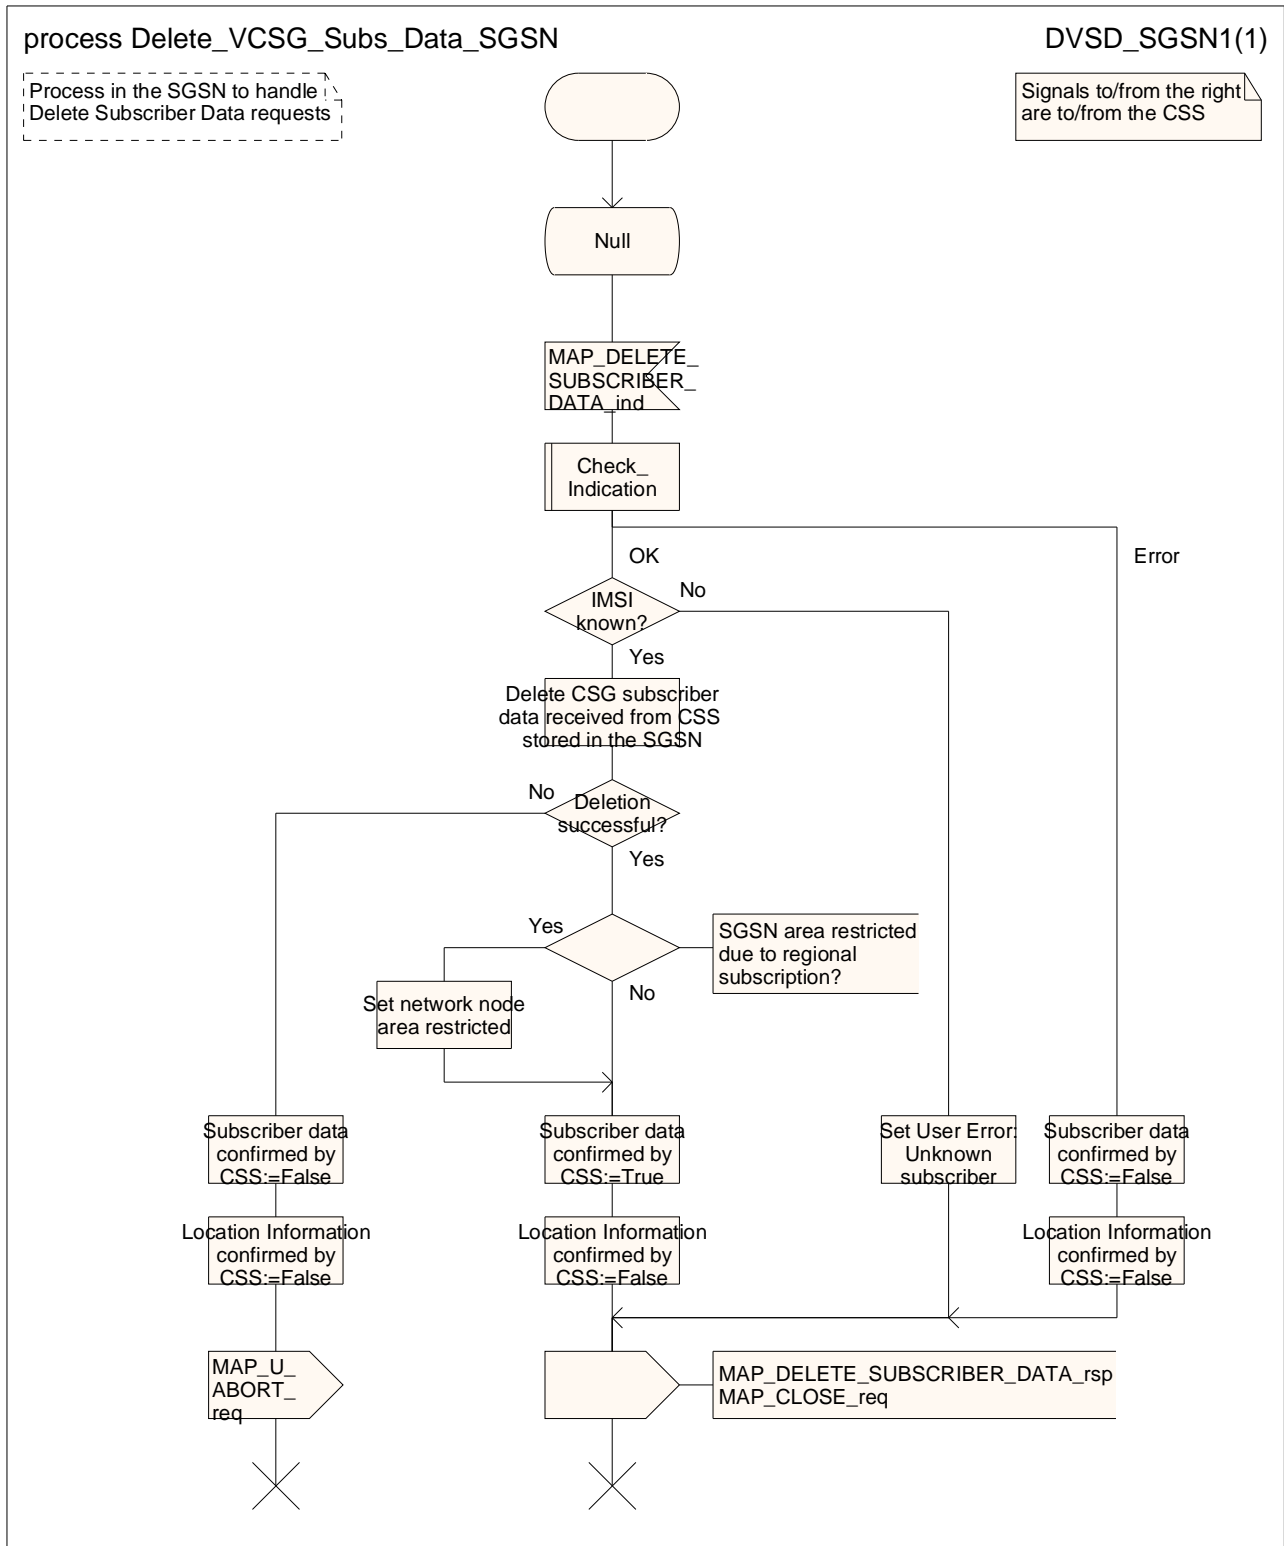 process Delete_VCSG_Subs_Data_SGSN
DVSD_SGSN1(1)
Process in the SGSN to handle
Delete Subscriber Data requests
Signals to/from the right
are to/from the CSS
Null
MAP_DELETE_
SUBSCRIBER_
DATA_ind
Check_
Indication
OK
Error
IMSI
known?
No
Yes
Delete CSG subscriber
data received from CSS
stored in the SGSN
Deletion
successful?
No
Yes
Yes
SGSN area restricted
due to regional
subscription?
No
Set network node
area restricted
Subscriber data
confirmed by
CSS:=False
Subscriber data
confirmed by
CSS:=True
Set User Error:
Unknown
subscriber
Subscriber data
confirmed by
CSS:=False
Location Information
confirmed by
CSS:=False
Location Information
confirmed by
CSS:=False
Location Information
confirmed by
CSS:=False
MAP_U_
ABORT_
req
MAP_DELETE_SUBSCRIBER_DATA_rsp
MAP_CLOSE_req